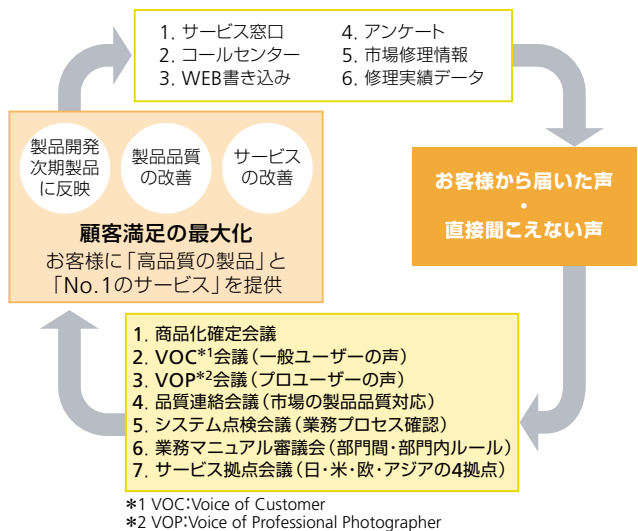 1. サービス窓口
2. コールセンター
3. WEB書き込み
4. アンケート
5. 市場修理情報
6. 修理実績データ
製品開発
次期製品
に反映
製品品質
の改善
サービス
の改善
顧客満足の最大化
お客様に「高品質の製品」と
「No.1のサービス」を提供
お客様から届いた声
・
直接聞こえない声
1. 商品化確定会議
2. VOC*1会議(一般ユーザーの声)
3. VOP*2会議(プロユーザーの声)
4. 品質連絡会議(市場の製品品質対応)
5. システム点検会議(業務プロセス確認)
6. 業務マニュアル審議会(部門間・部門内ルール)
7. サービス拠点会議(日・米・欧・アジアの4拠点)
*1 VOC:Voice of Customer
*2 VOP:Voice of Professional Photographer